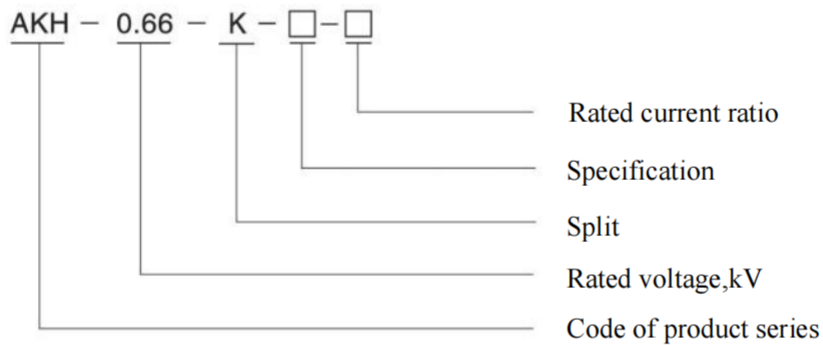 AKH - 0.66 - K - □ - □
Rated current ratio
Specification
Split
Rated voltage,kV
Code of product series